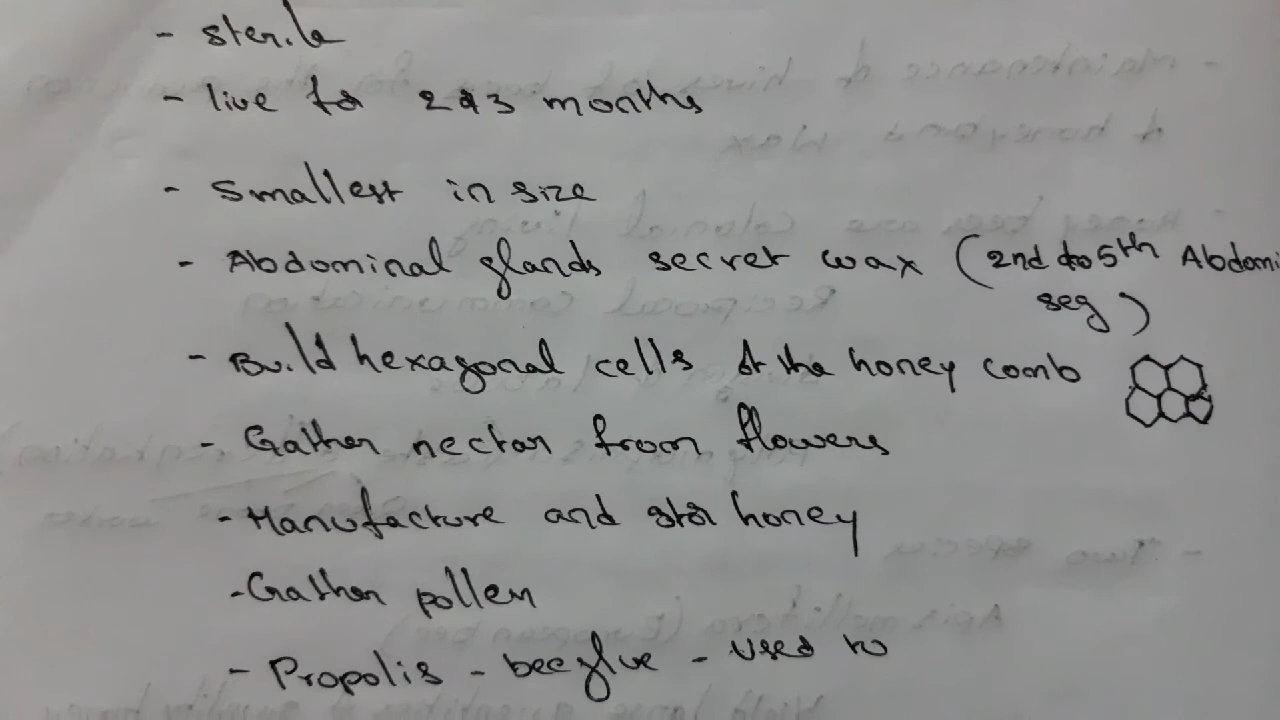 - sterile
- live for 2 or 3 months
- Smallest in size
- Abdominal glands secret wax (2nd to 5th Abdomi
seg)
- Build hexagonal cells of the honey comb
- Gather nectar from flowers
- Manufacture and stor honey
- Gather pollen
- Propolis - bee glue - used to